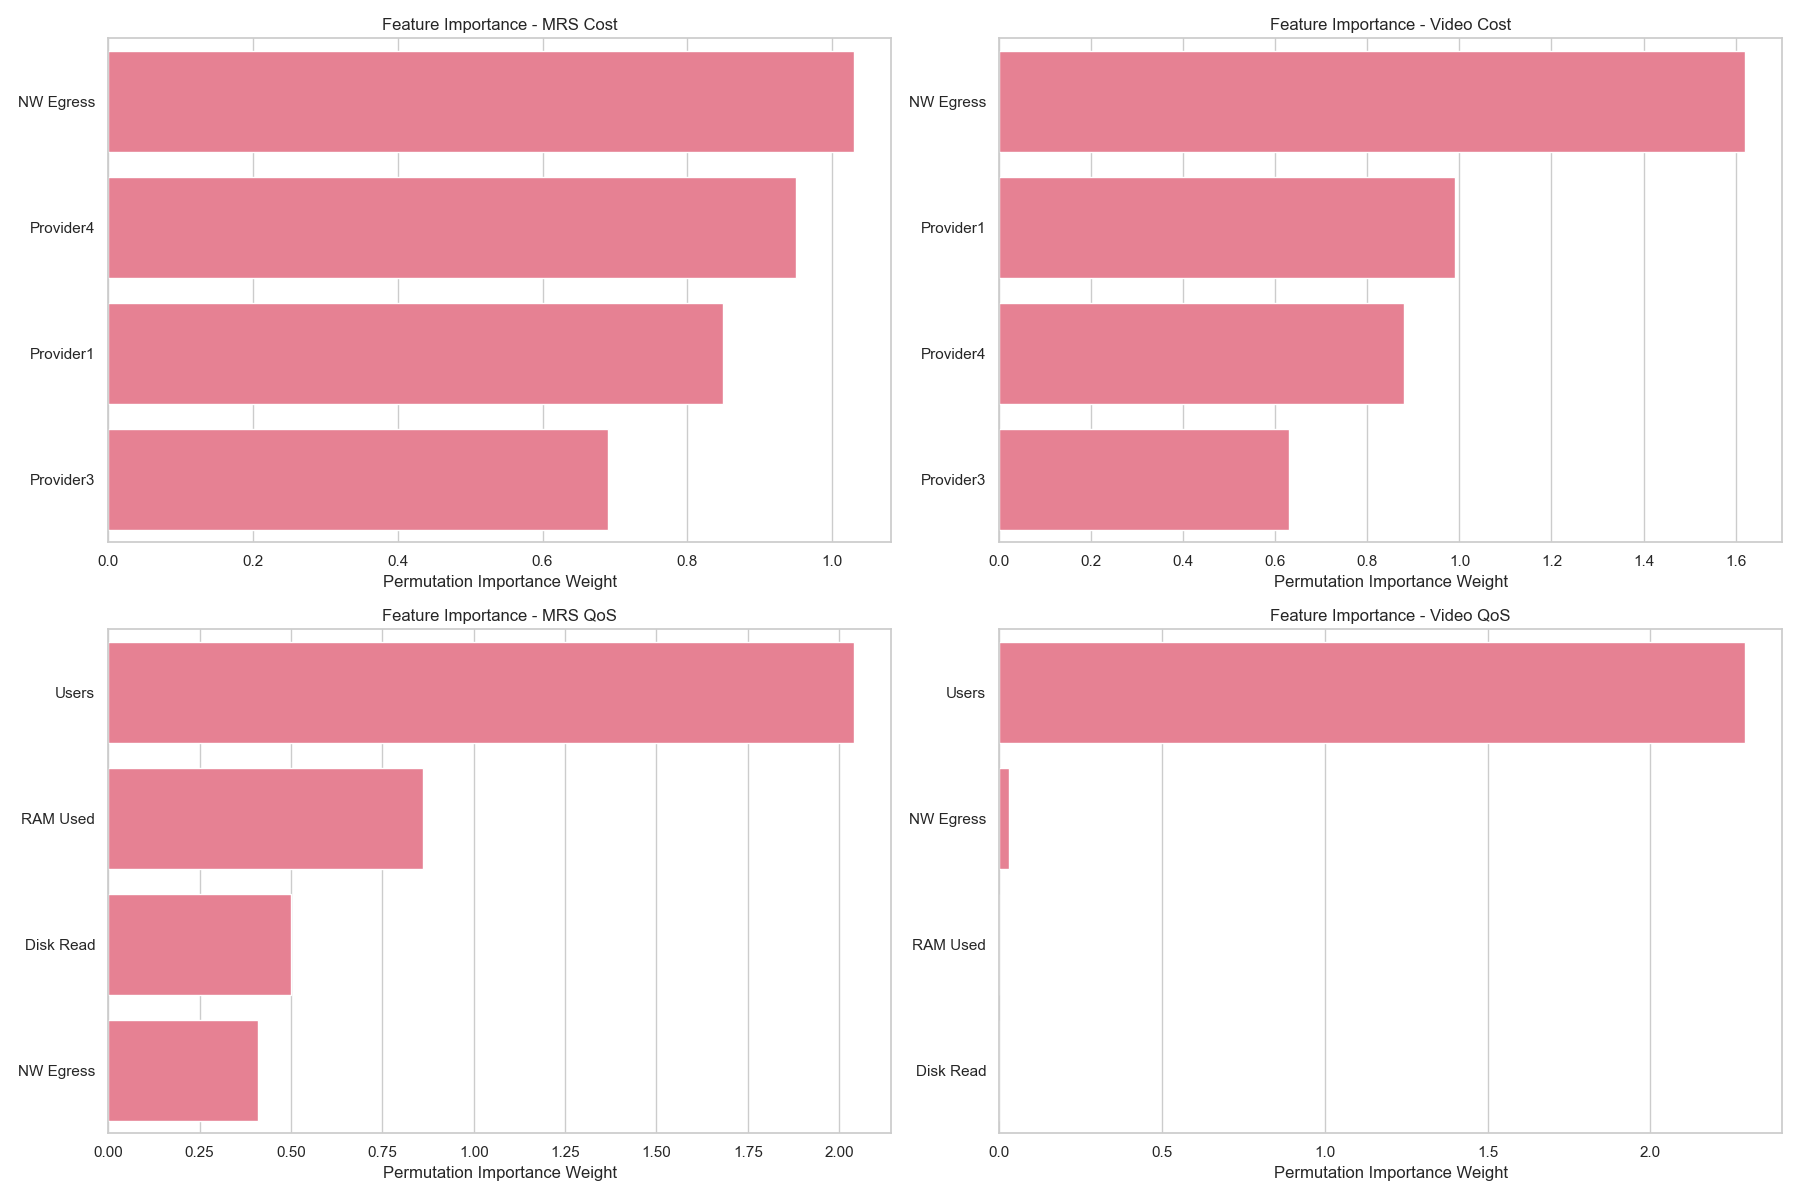 Feature Importance - MRS Cost
NW Egress
Provider4
Provider1
Provider3
0.0 0.2 0.4 0.6 0.8 1.0
Permutation Importance Weight
Feature Importance - Video Cost
NW Egress
Provider1
Provider4
Provider3
0.0 0.2 0.4 0.6 0.8 1.0 1.2 1.4 1.6
Permutation Importance Weight
Feature Importance - MRS QoS
Users
RAM Used
Disk Read
NW Egress
0.00 0.25 0.50 0.75 1.00 1.25 1.50 1.75 2.00
Permutation Importance Weight
Feature Importance - Video QoS
Users
NW Egress
RAM Used
Disk Read
0.0 0.5 1.0 1.5 2.0
Permutation Importance Weight